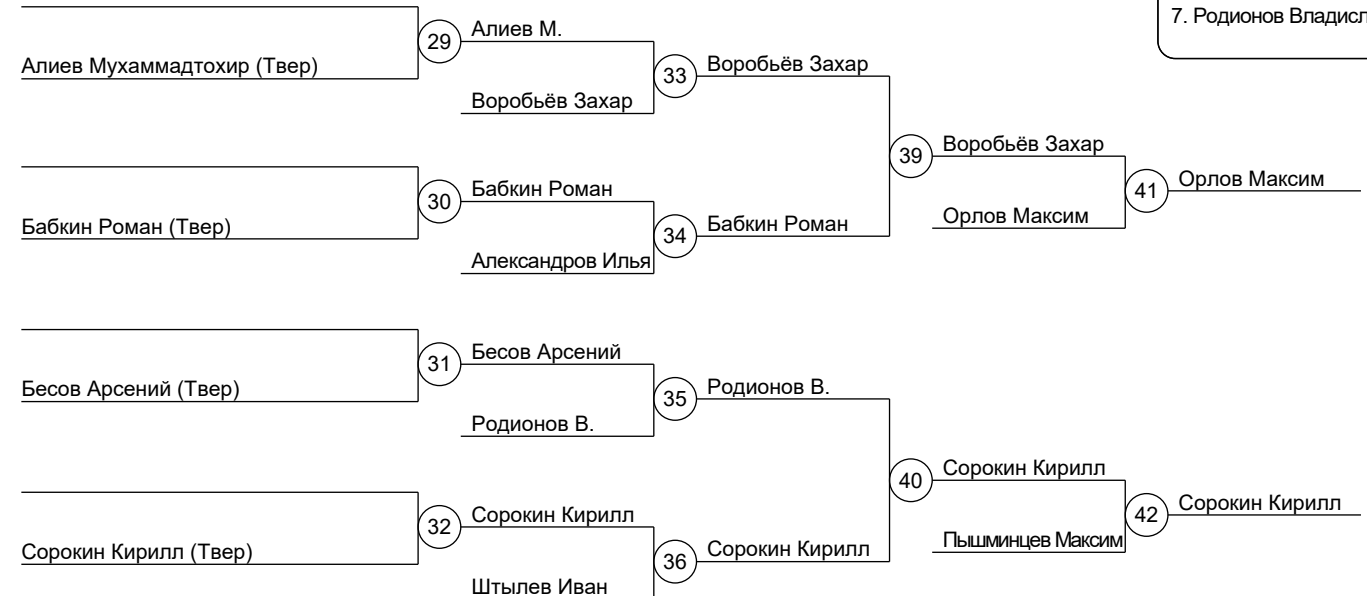 7. Родионов Владисл
29
Алиев М.
Алиев Мухаммадтохир (Твер)
33
Воробьёв Захар
Воробьёв Захар
39
Воробьёв Захар
41
Орлов Максим
30
Бабкин Роман
Бабкин Роман (Твер)
34
Бабкин Роман
Орлов Максим
Александров Илья
31
Бесов Арсений
Бесов Арсений (Твер)
35
Родионов В.
Родионов В.
40
Сорокин Кирилл
42
Сорокин Кирилл
32
Сорокин Кирилл
Сорокин Кирилл (Твер)
36
Сорокин Кирилл
Пышминцев Максим
Штылев Иван